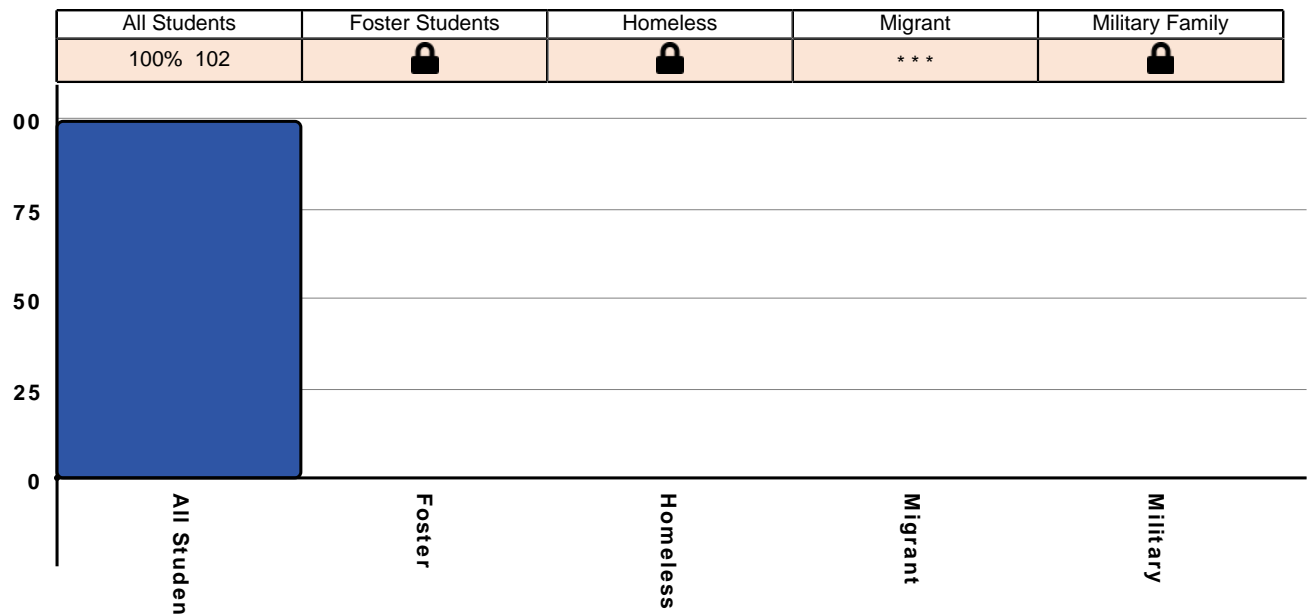 All Students Foster Students Homeless Migrant Military Family
100% 102 * * *
00
75
50
25
0
All Studen
Foster
Homeless
Migrant
Military